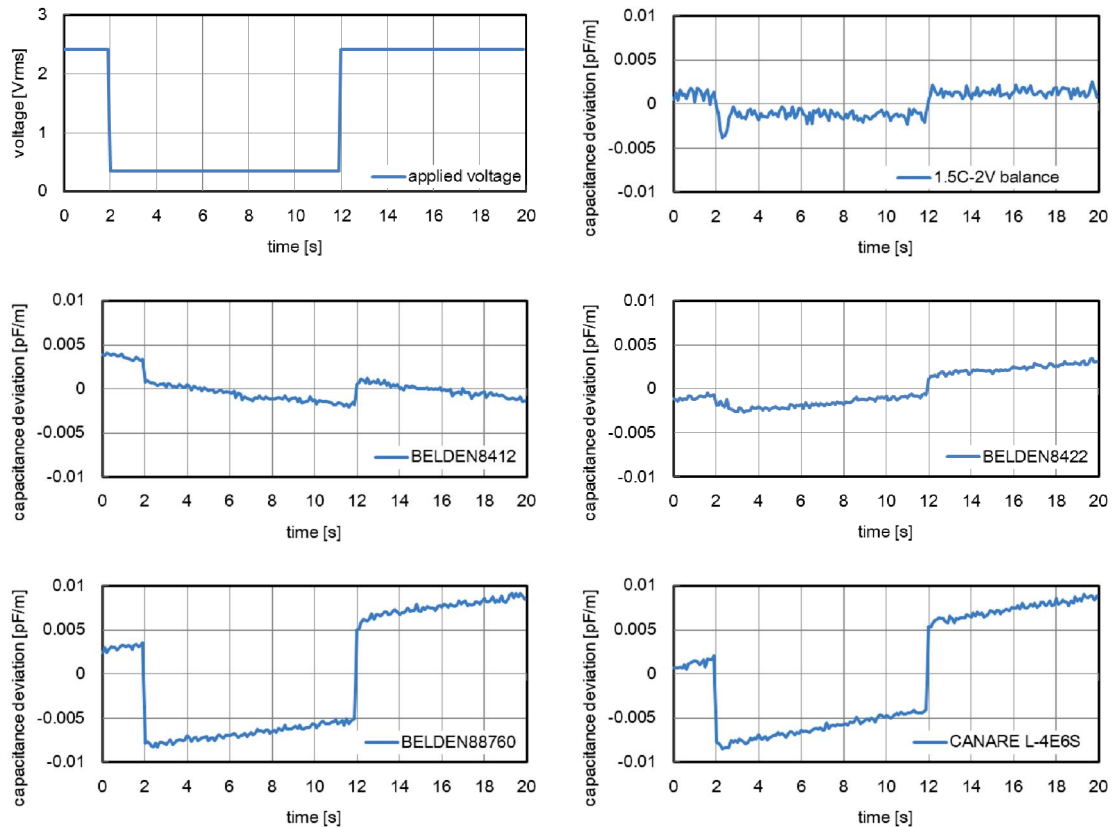 voltage [Vrms]
3
2
1
0
applied voltage
0 2 4 6 8 10 12 14 16 18 20
time [s]
capacitance deviation [pF/m]
0.01
0.005
0
-0.005
-0.01
1.5C-2V balance
0 2 4 6 8 10 12 14 16 18 20
time [s]
capacitance deviation [pF/m]
0.01
0.005
0
-0.005
-0.01
BELDEN8412
0 2 4 6 8 10 12 14 16 18 20
time [s]
capacitance deviation [pF/m]
0.01
0.005
0
-0.005
-0.01
BELDEN8422
0 2 4 6 8 10 12 14 16 18 20
time [s]
capacitance deviation [pF/m]
0.01
0.005
0
-0.005
-0.01
BELDEN88760
0 2 4 6 8 10 12 14 16 18 20
time [s]
capacitance deviation [pF/m]
0.01
0.005
0
-0.005
-0.01
CANARE L-4E6S
0 2 4 6 8 10 12 14 16 18 20
time [s]